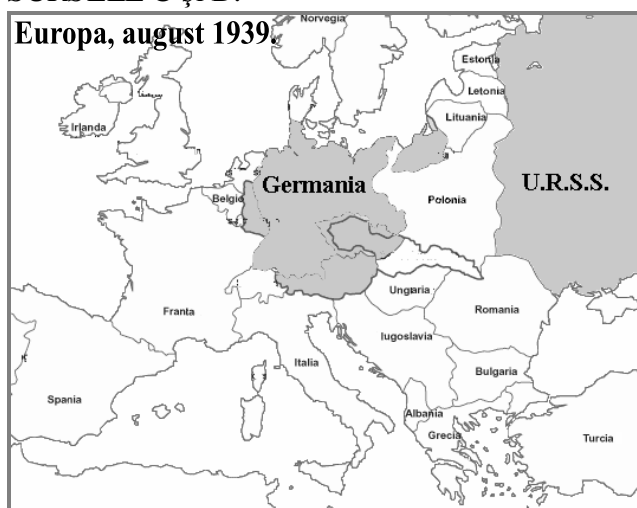 Europa, august 1939.
Norvegia
Estonia
Letonia
Lituania
Irlanda
Germania
U.R.S.S.
Belgio
Polonia
Ungaria
Romania
Franta
Iugoslavia
Italia
Bulgaria
Spania
Albania
Grecia
Turcia